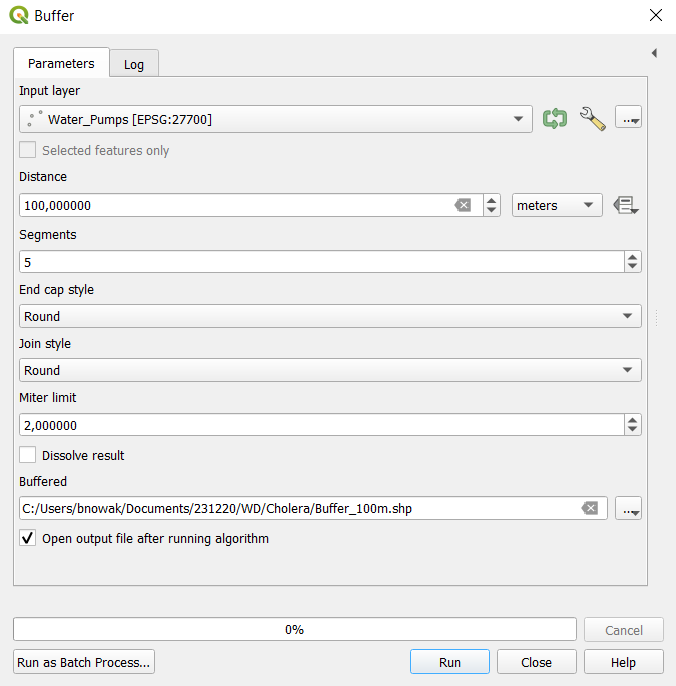 Buffer
Parameters
Log
Input layer
Water_Pumps [EPSG:27700]
...
Selected features only
Distance
100,000000
meters
Segments
5
End cap style
Round
Join style
Round
Miter limit
2,000000
Dissolve result
Buffered
C:/Users/bnowak/Documents/231220/WD/Cholera/Buffer_100m.shp
...
Open output file after running algorithm
0%
Cancel
Run as Batch Process...
Run
Close
Help